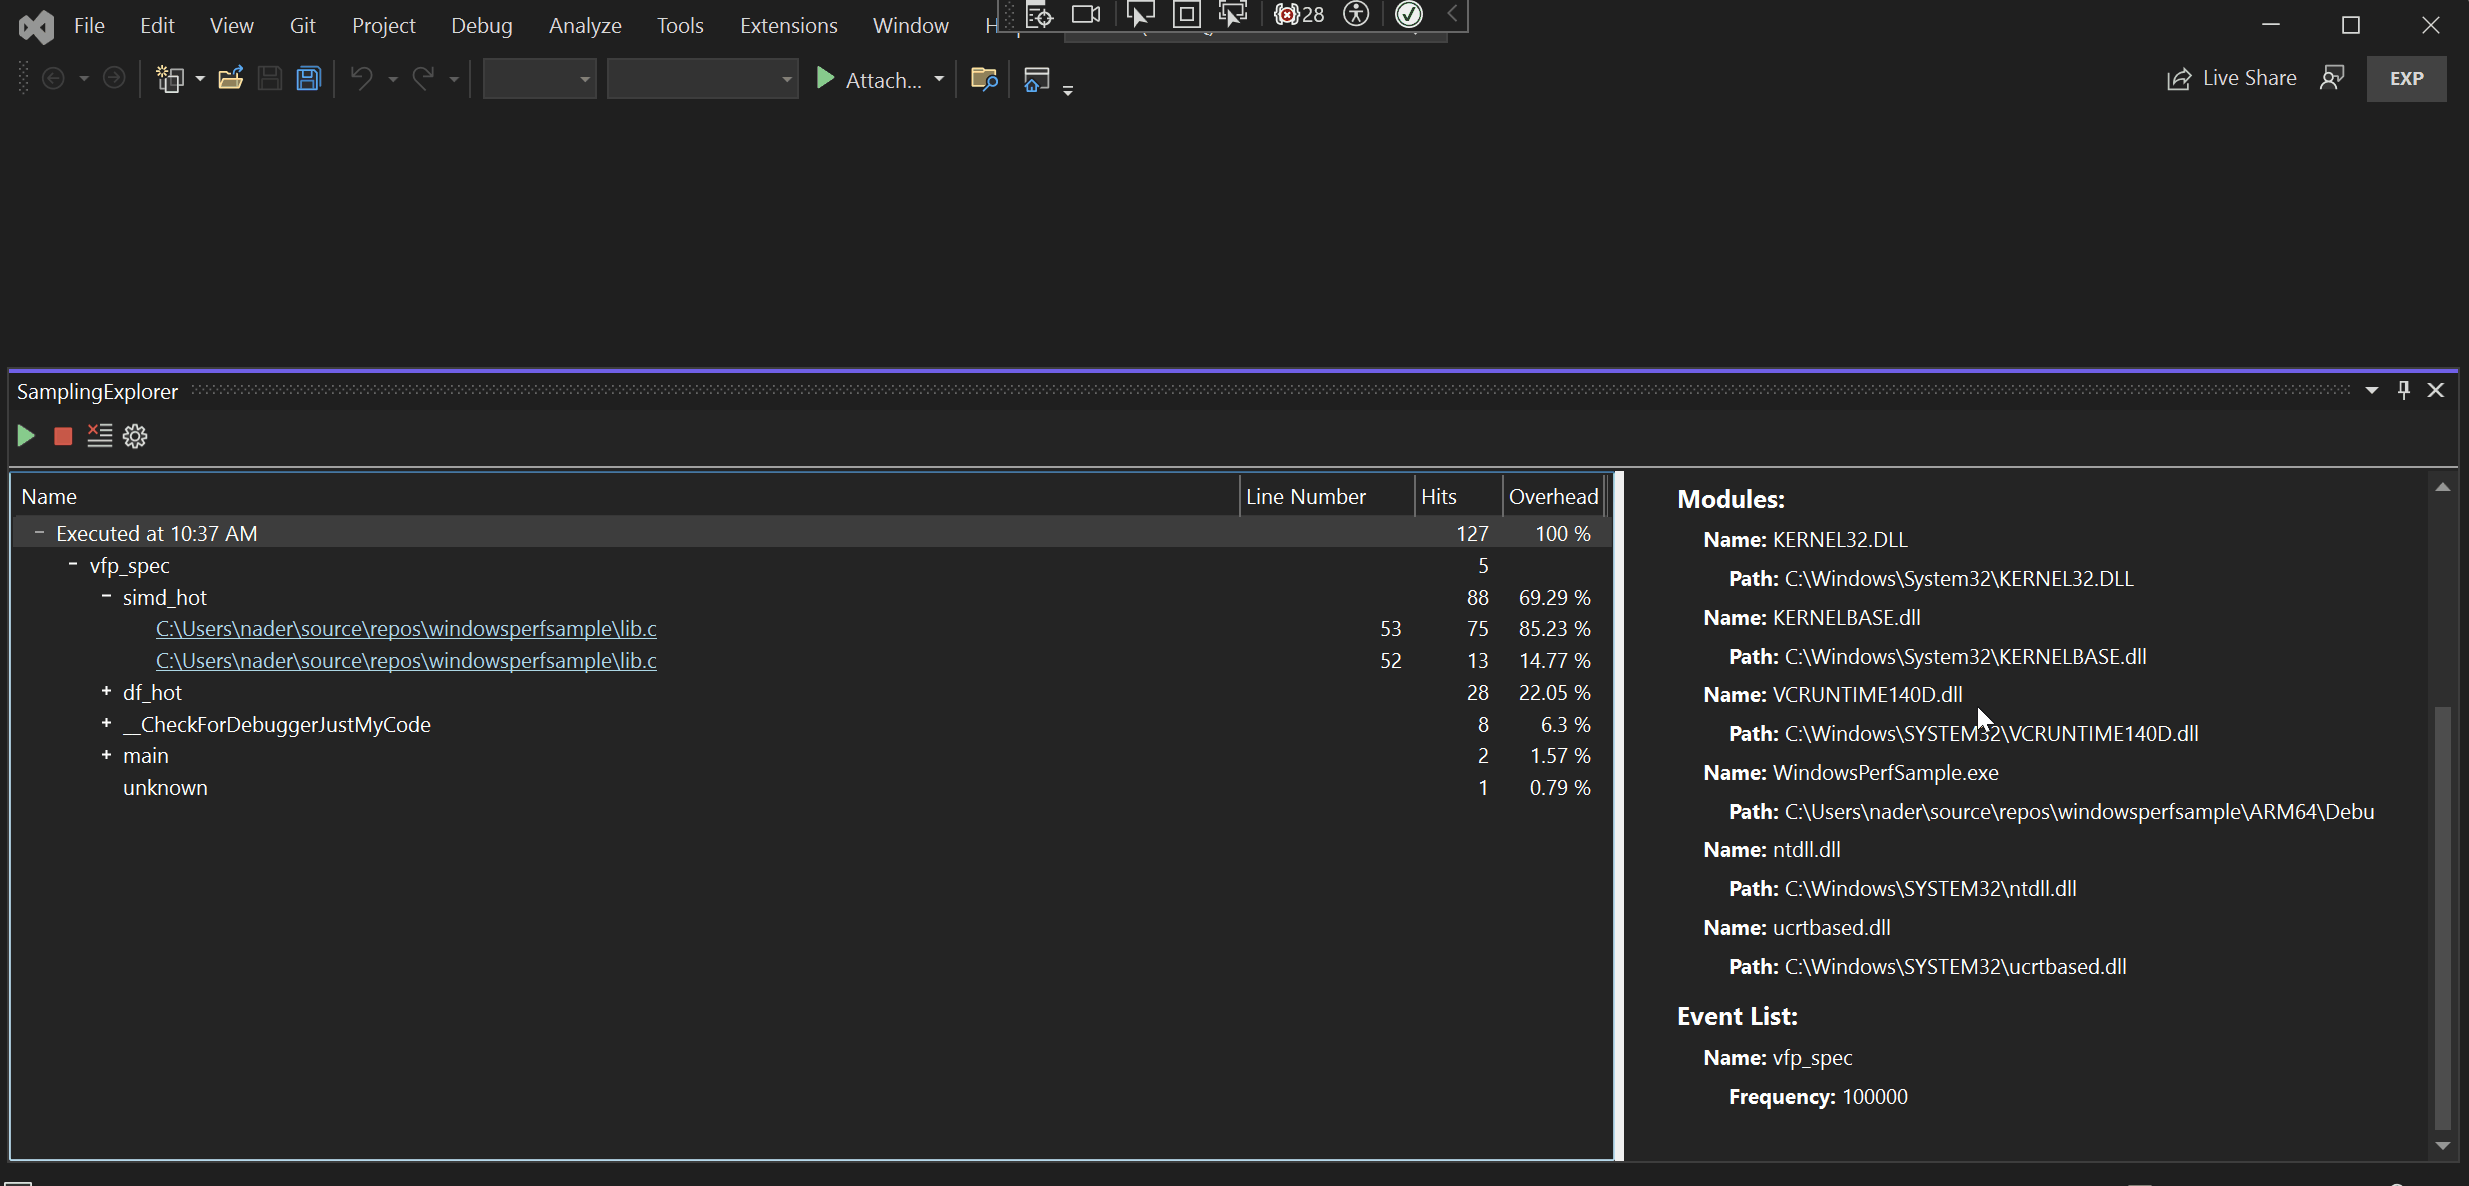 File Edit View Git Project Debug Analyze Tools Extensions Window
28
Attach...
Live Share
EXP
SamplingExplorer
Name Line Number Hits Overhead
Executed at 10:37 AM 127 100 %
vfp_spec 5
simd_hot 88 69.29 %
C:\Users\nader\source\repos\windowsperfsample\lib.c 53 75 85.23 %
C:\Users\nader\source\repos\windowsperfsample\lib.c 52 13 14.77 %
df_hot 28 22.05 %
__CheckForDebuggerJustMyCode 8 6.3 %
main 2 1.57 %
unknown 1 0.79 %
Modules:
Name: KERNEL32.DLL
Path: C:\Windows\System32\KERNEL32.DLL
Name: KERNELBASE.dll
Path: C:\Windows\System32\KERNELBASE.dll
Name: VCRUNTIME140D.dll
Path: C:\Windows\SYSTEM32\VCRUNTIME140D.dll
Name: WindowsPerfSample.exe
Path: C:\Users\nader\source\repos\windowsperfsample\ARM64\Debu
Name: ntdll.dll
Path: C:\Windows\SYSTEM32\ntdll.dll
Name: ucrtbased.dll
Path: C:\Windows\SYSTEM32\ucrtbased.dll
Event List:
Name: vfp_spec
Frequency: 100000